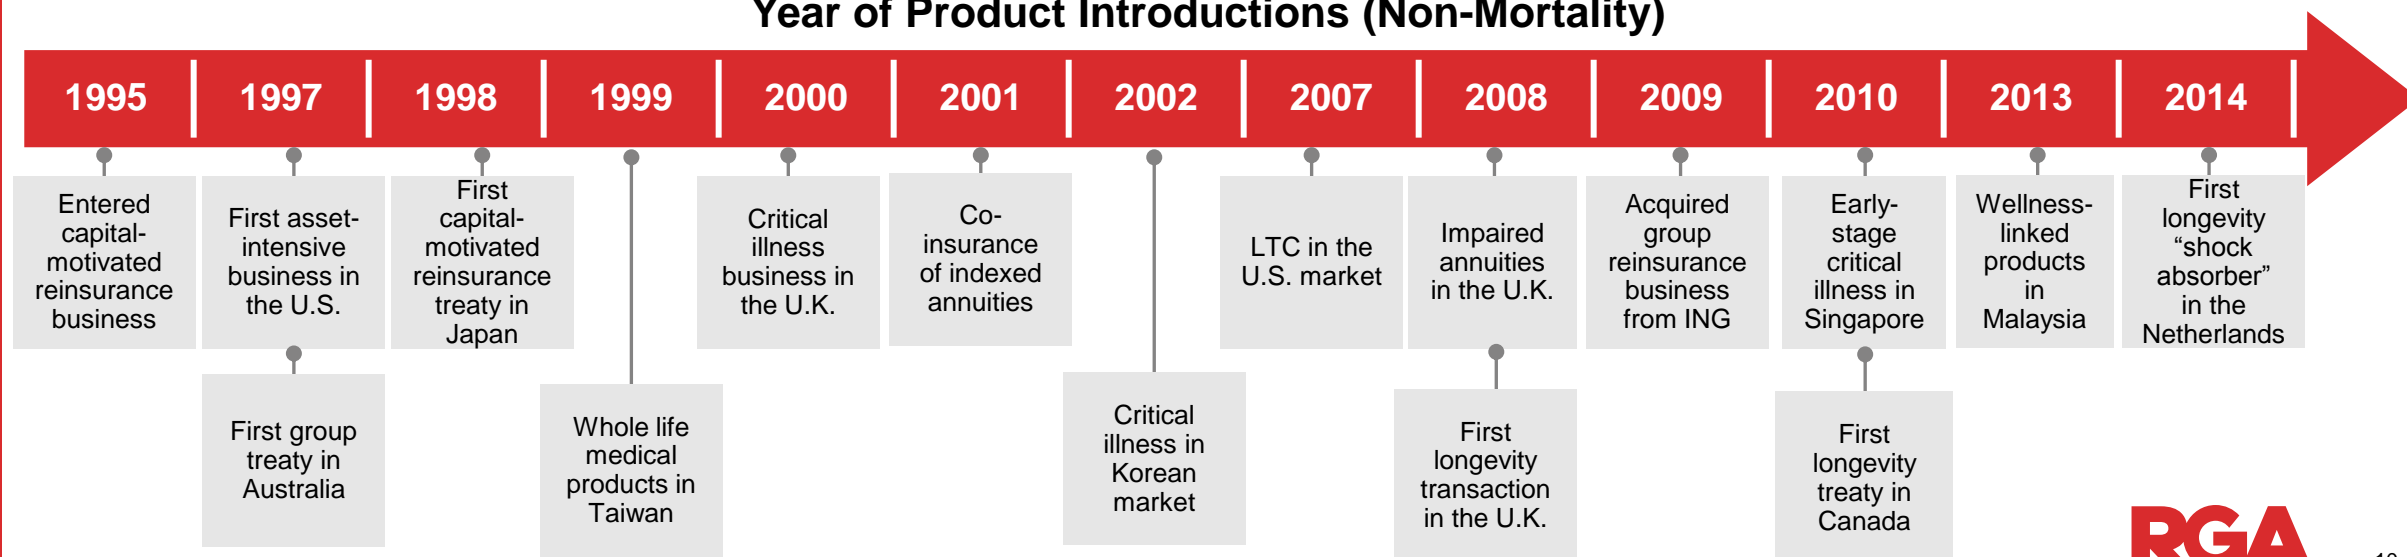 Year of Product Introductions (Non-Mortality)
1995
1997
1998
1999
2000
2001
2002
2007
2008
2009
2010
2013
2014
Entered
capital-
motivated
reinsurance
business
First asset-
intensive
business in
the U.S.
First
capital-
motivated
reinsurance
treaty in
Japan
Critical
illness
business in
the U.K.
Co-
insurance
of indexed
annuities
LTC in the
U.S. market
Impaired
annuities
in the U.K.
Acquired
group
reinsurance
business
from ING
Early-
stage
critical
illness in
Singapore
Wellness-
linked
products
in
Malaysia
First
longevity
“shock
absorber”
in the
Netherlands
First group
treaty in
Australia
Whole life
medical
products in
Taiwan
Critical
illness in
Korean
market
First
longevity
transaction
in the U.K.
First
longevity
treaty in
Canada
RGA